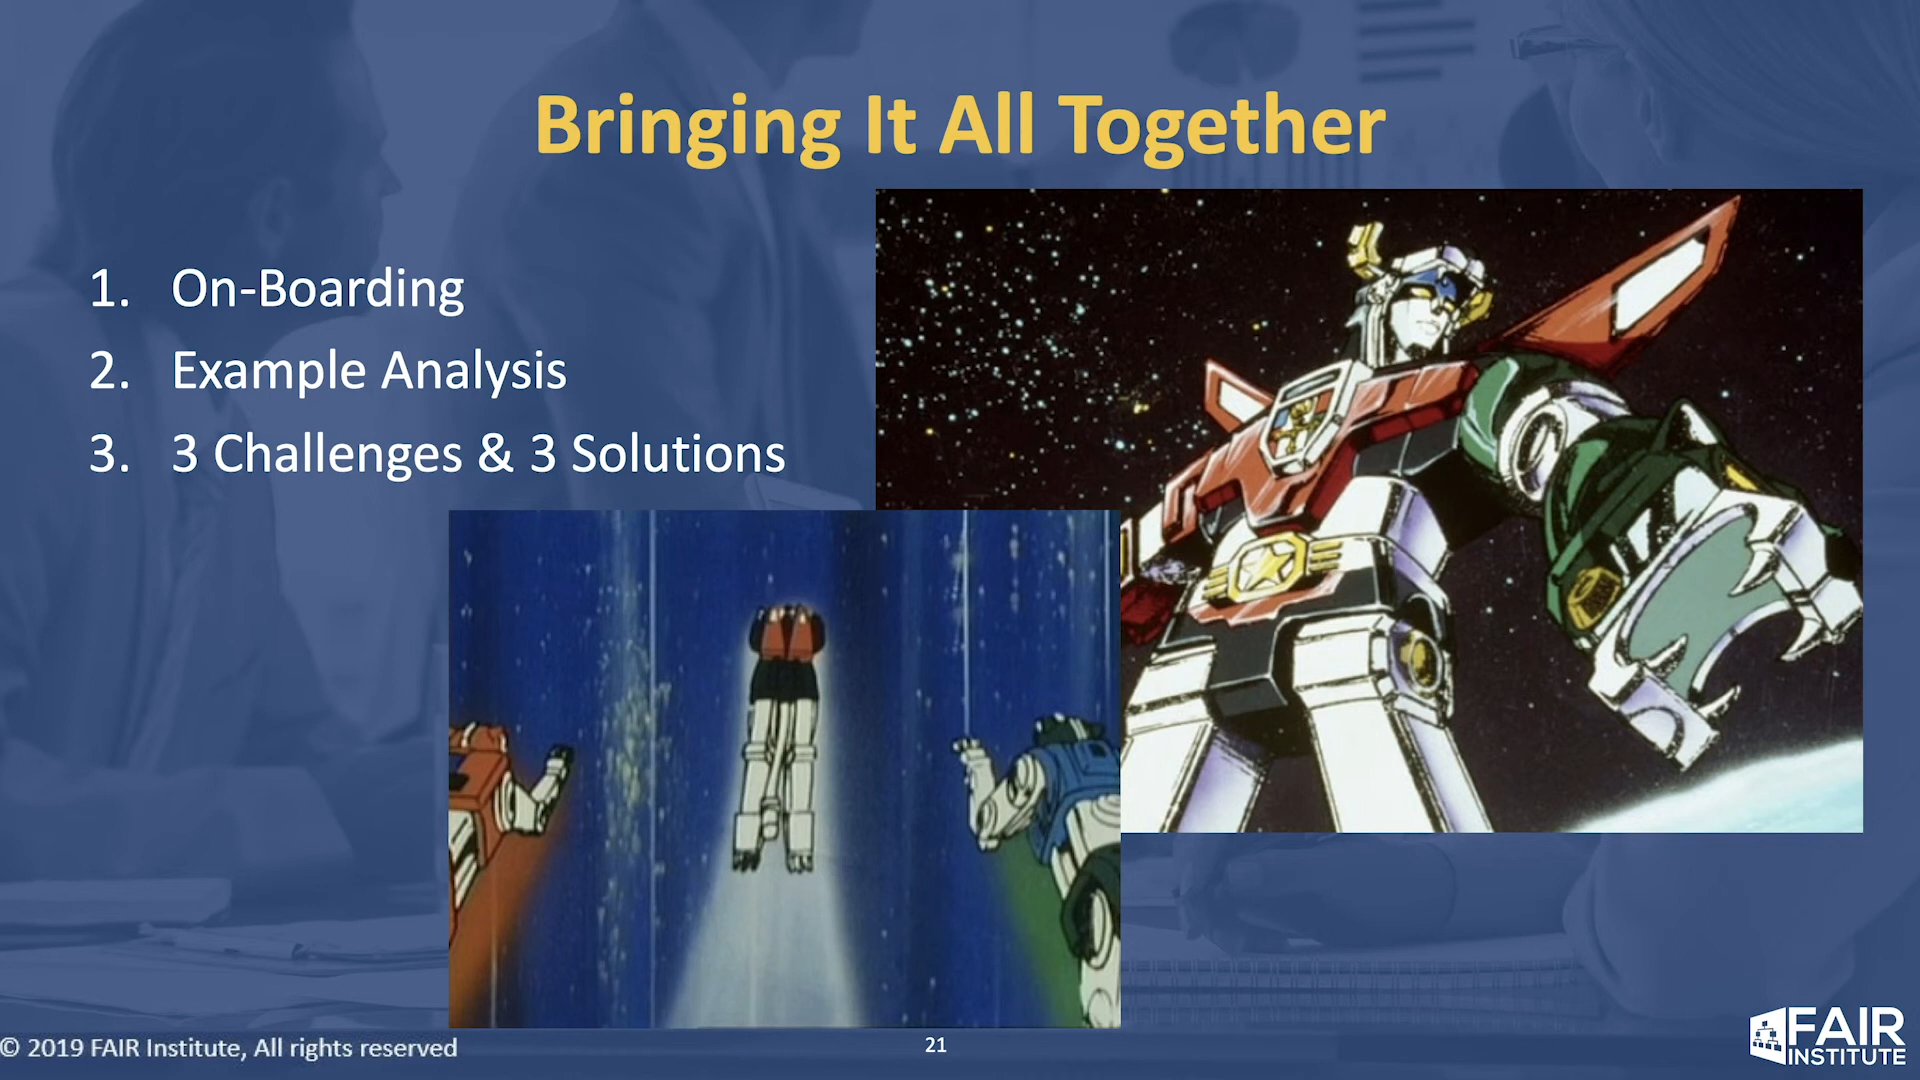 Bringing It All Together
1. On-Boarding
2. Example Analysis
3. 3 Challenges & 3 Solutions
© 2019 FAIR Institute, All rights reserved
21
FAIR
INSTITUTE